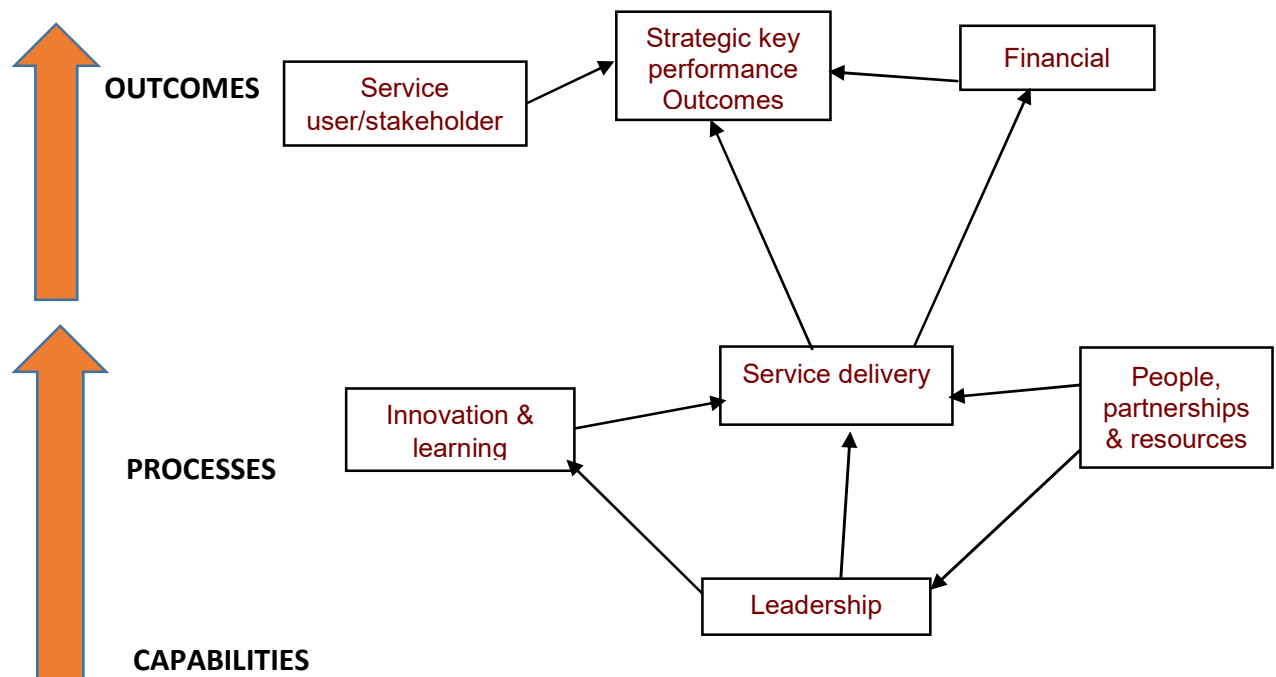 OUTCOMES
Service
user/stakeholder
Strategic key
performance
Outcomes
Financial
PROCESSES
Innovation &
learning
Service delivery
People,
partnerships
& resources
Leadership
CAPABILITIES